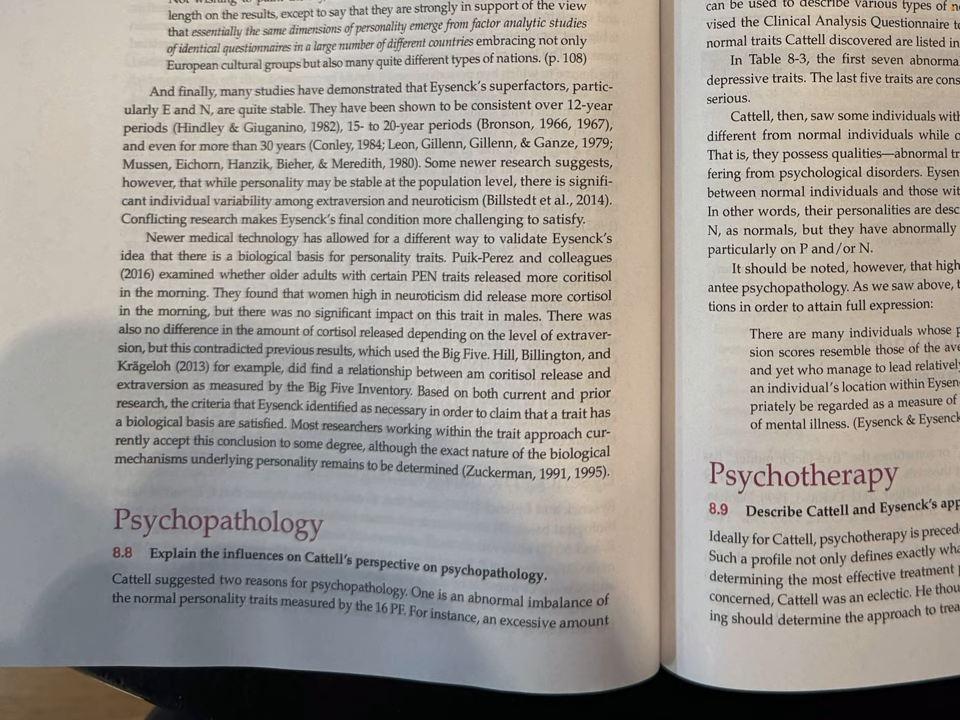 length on the results, except to say that they are strongly in support of the view
that essentially the same dimensions of personality emerge from factor analytic studies
of identical questionnaires in a large number of different countries embracing not only
European cultural groups but also many quite different types of nations. (p. 108)
And finally, many studies have demonstrated that Eysenck's superfactors, partic-
ularly E and N, are quite stable. They have been shown to be consistent over 12-year
periods (Hindley & Giuganino, 1982), 15- to 20-year periods (Bronson, 1966, 1967),
and even for more than 30 years (Conley, 1984; Leon, Gillenn, Gillenn, & Ganze, 1979;
Mussen, Eichorn, Hanzik, Bieher, & Meredith, 1980). Some newer research suggests,
however, that while personality may be stable at the population level, there is signifi-
cant individual variability among extraversion and neuroticism (Billstedt et al., 2014).
Conflicting research makes Eysenck's final condition more challenging to satisfy.
Newer medical technology has allowed for a different way to validate Eysenck's
idea that there is a biological basis for personality traits. Puik-Perez and colleagues
(2016) examined whether older adults with certain PEN traits released more coritisol
in the morning. They found that women high in neuroticism did release more cortisol
in the morning, but there was no significant impact on this trait in males. There was
also no difference in the amount of cortisol released depending on the level of extraver-
sion, but this contradicted previous results, which used the Big Five. Hill, Billington, and
Krägeloh (2013) for example, did find a relationship between am coritisol release and
extraversion as measured by the Big Five Inventory. Based on both current and prior
research, the criteria that Eysenck identified as necessary in order to claim that a trait has
a biological basis are satisfied. Most researchers working within the trait approach cur-
rently accept this conclusion to some degree, although the exact nature of the biological
mechanisms underlying personality remains to be determined (Zuckerman, 1991, 1995).
Psychopathology
8.8 Explain the influences on Cattell's perspective on psychopathology.
Cattell suggested two reasons for psychopathology. One is an abnormal imbalance of
the normal personality traits measured by the 16 PF. For instance, an excessive amount
can be used to describe various types of
vised the Clinical Analysis Questionnaire
normal traits Cattell discovered are listed in
In Table 8-3, the first seven
depressive traits. The last five traits are
serious.
Cattell, then, saw some individuals
different from normal individuals while
That is, they possess qualities—abnormal
fering from psychological disorders.
between normal individuals and those
In other words, their personalities are
N, as normals, but they have abnormally
particularly on P and/or N.
It should be noted, however, that high
antee psychopathology. As we saw above,
tions in order to attain full expression:
There are many individuals whose
sion scores resemble those of the
and yet who manage to lead
an individual's location within
priately be regarded as a measure of
of mental illness. (Eysenck &
Psychotherapy
8.9 Describe Cattell and Eysenck's
Ideally for Cattell, psychotherapy is
Such a profile not only defines exactly
determining the most effective treatment
concerned, Cattell was an eclectic. He
ing should determine the approach to